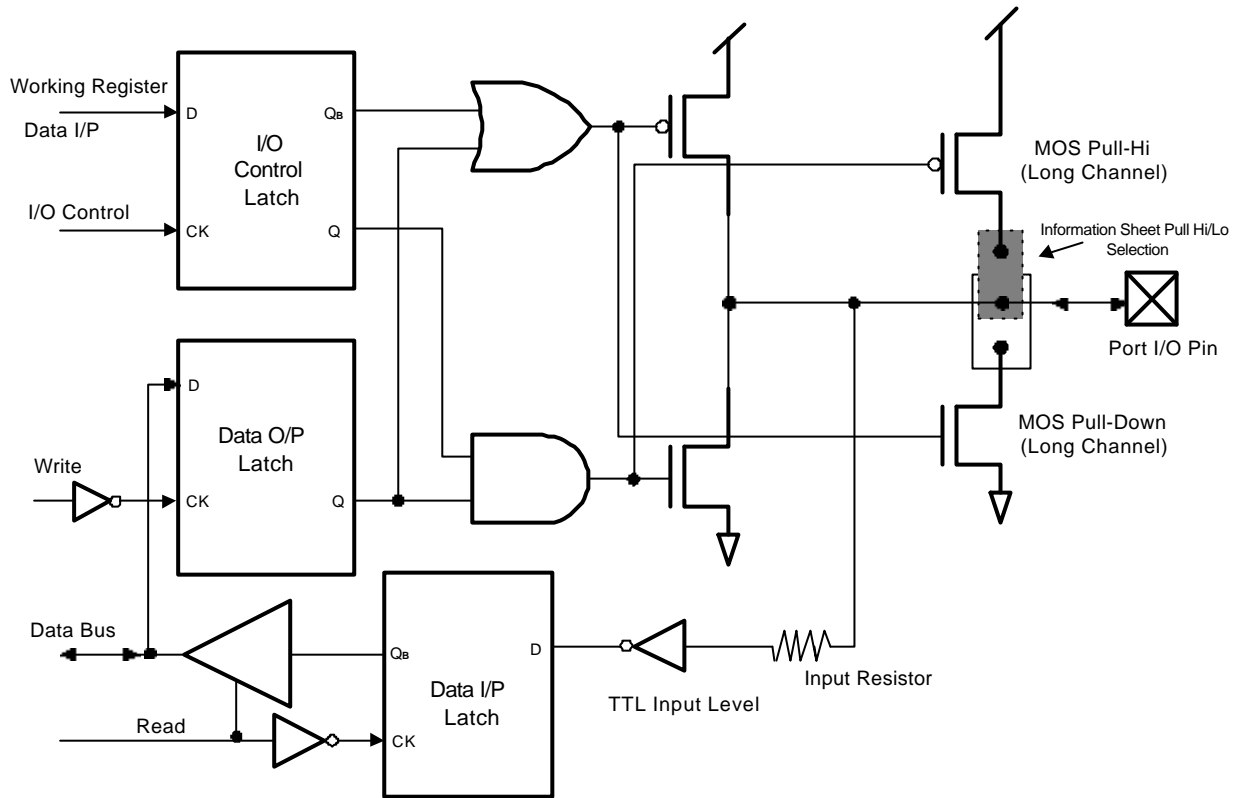 Working Register
Data I/P
I/O Control
D
CK
QB
Q
I/O
Control
Latch
MOS Pull-Hi
(Long Channel)
Information Sheet Pull Hi/Lo
Selection
Port I/O Pin
MOS Pull-Down
(Long Channel)
D
CK
Q
Data O/P
Latch
Write
Data Bus
Read
QB
D
CK
Data I/P
Latch
TTL Input Level
Input Resistor